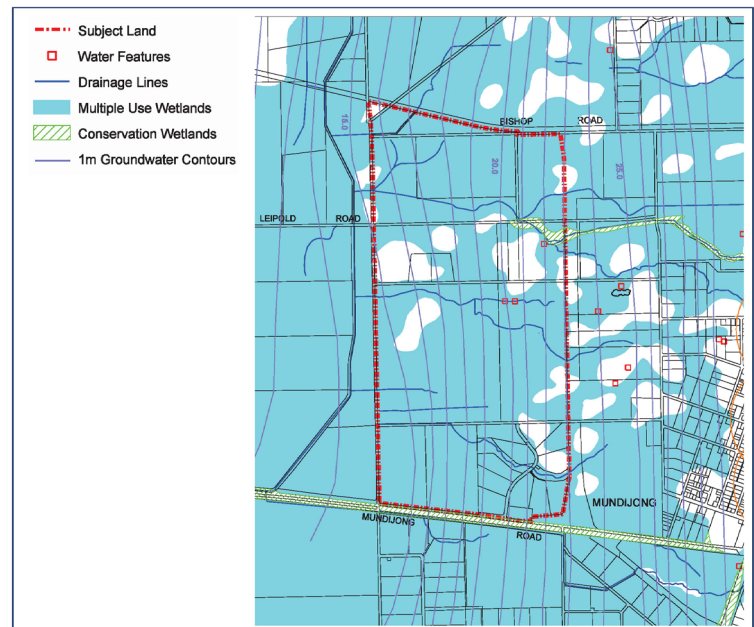 Subject Land
Water Features
Drainage Lines
Multiple Use Wetlands
Conservation Wetlands
1m Groundwater Contours
BISHOP ROAD
15.0
20.0
25.0
LEIPOLD ROAD
MUNDIJONG
MUNDIJONG ROAD